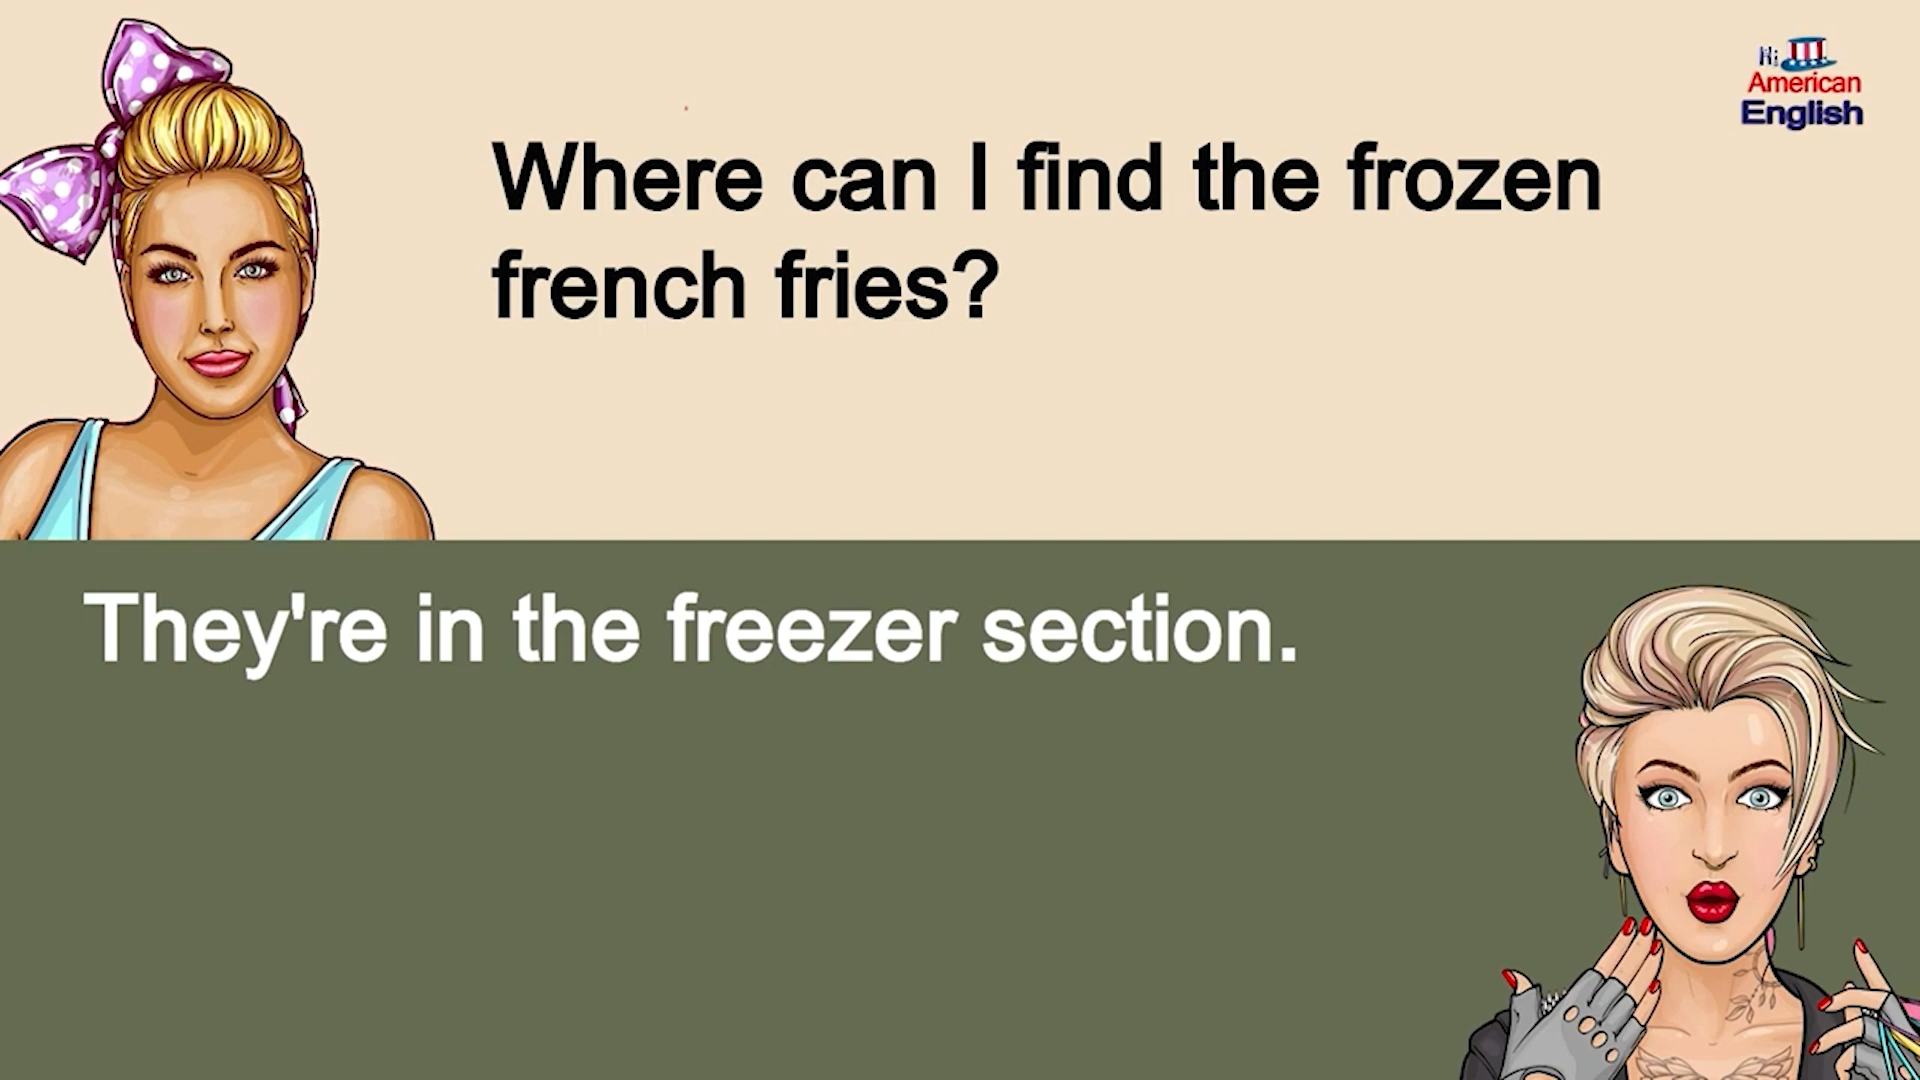 Hi
American
English
Where can I find the frozen
french fries?
They're in the freezer section.